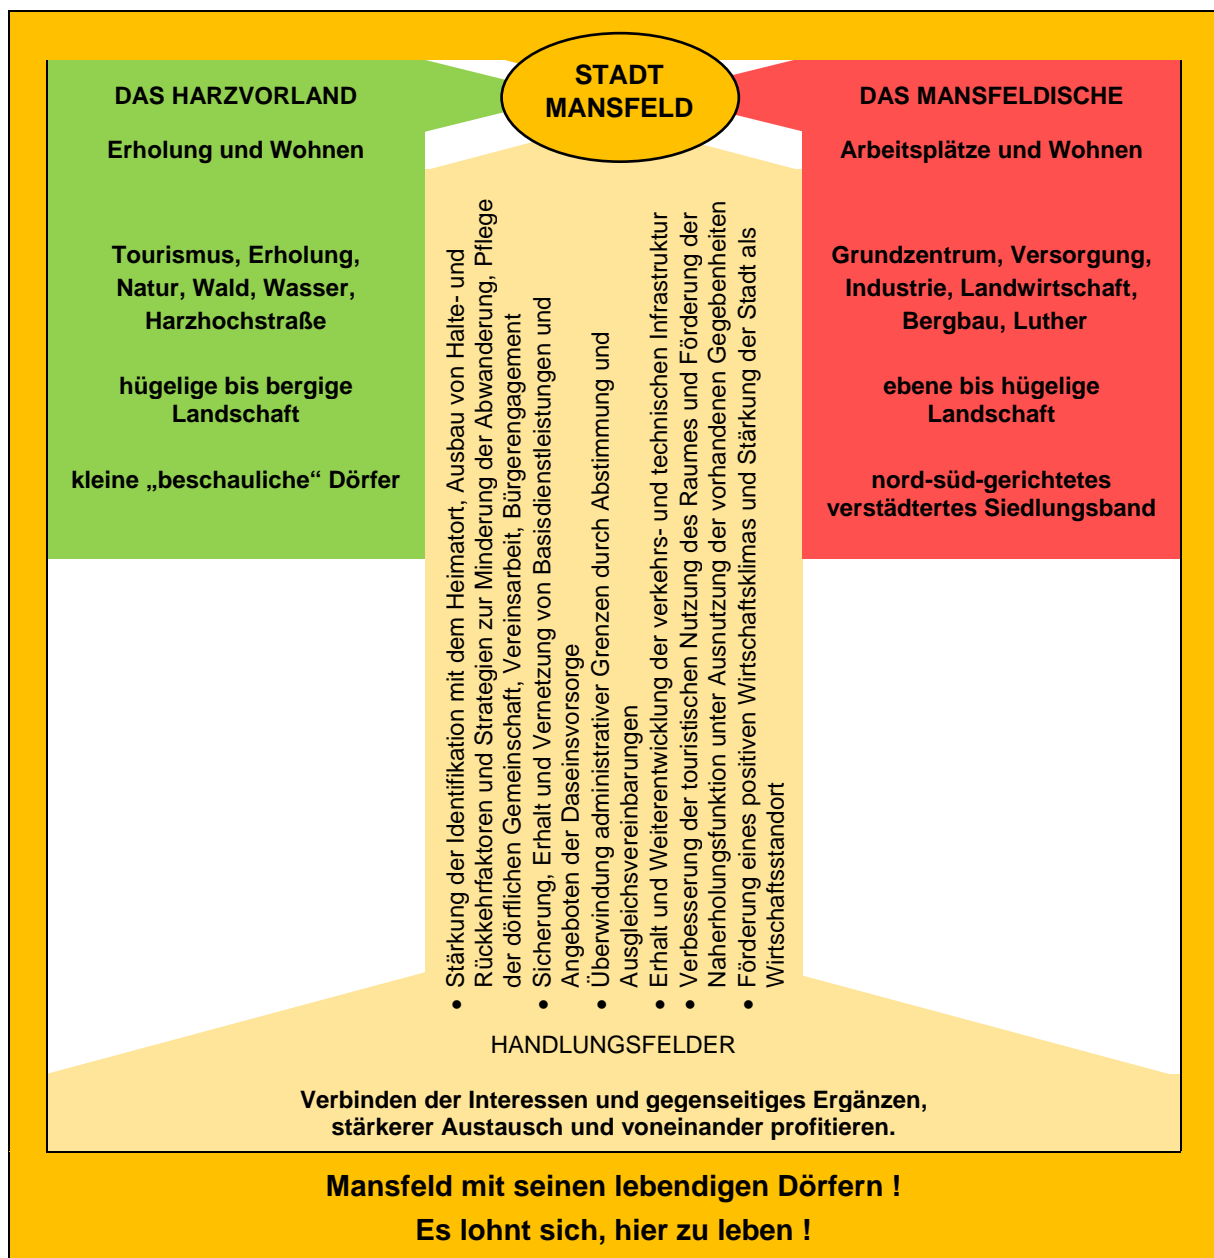 STADT
MANSFELD
DAS HARZVORLAND
Erholung und Wohnen
Tourismus, Erholung,
Natur, Wald, Wasser,
Harzhochstraße
hügelige bis bergige
Landschaft
kleine „beschauliche“ Dörfer
DAS MANSFELDISCHE
Arbeitsplätze und Wohnen
Grundzentrum, Versorgung,
Industrie, Landwirtschaft,
Bergbau, Luther
ebene bis hügelige
Landschaft
nord-süd-gerichtetes
verstädtertes Siedlungsband
• Stärkung der Identifikation mit dem Heimatort, Ausbau von Halte- und
Rückkehrfaktoren und Strategien zur Minderung der Abwanderung, Pflege
der dörflichen Gemeinschaft, Vereinsarbeit, Bürgerengagement
• Sicherung, Erhalt und Vernetzung von Basisdienstleistungen und
Angeboten der Daseinsvorsorge
• Überwindung administrativer Grenzen durch Abstimmung und
Ausgleichsvereinbarungen
• Erhalt und Weiterentwicklung der verkehrs- und technischen Infrastruktur
• Verbesserung der touristischen Nutzung des Raumes und Förderung der
Naherholungsfunktion unter Ausnutzung der vorhandenen Gegebenheiten
• Förderung eines positiven Wirtschaftsklimas und Stärkung der Stadt als
Wirtschaftsstandort
HANDLUNGSFELDER
Verbinden der Interessen und gegenseitiges Ergänzen,
stärkerer Austausch und voneinander profitieren.
Mansfeld mit seinen lebendigen Dörfern !
Es lohnt sich, hier zu leben !